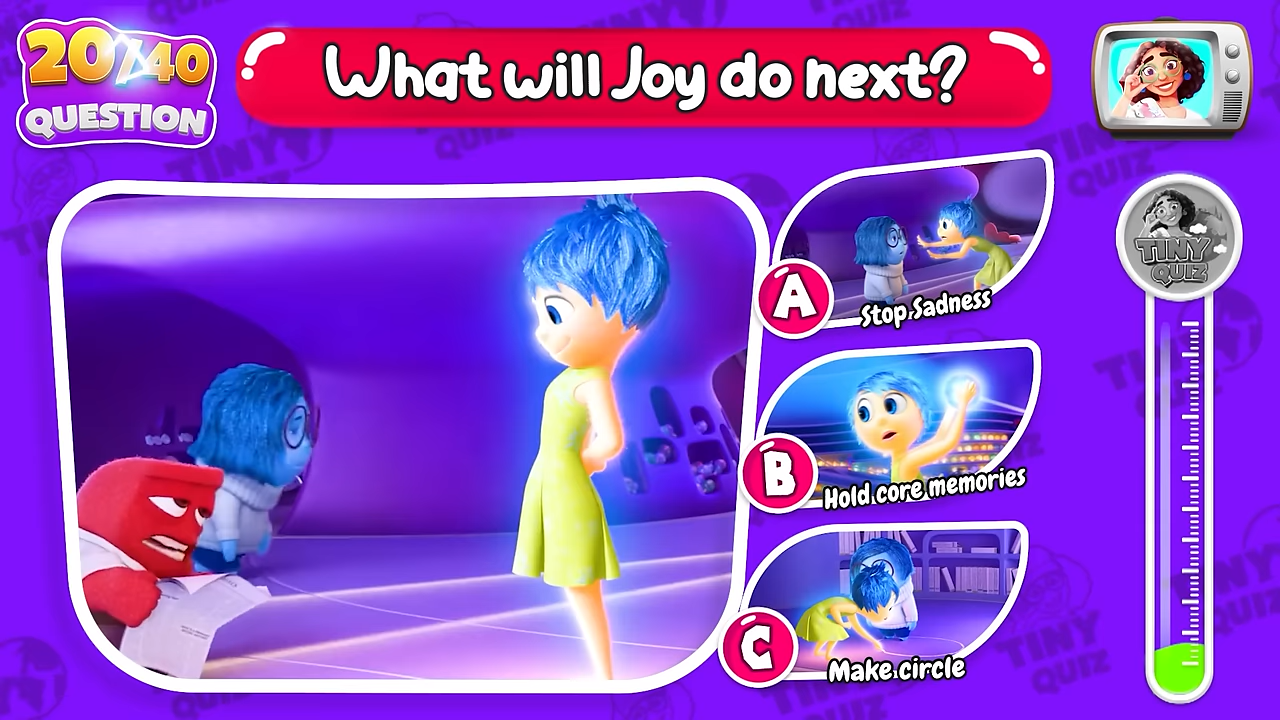 20/40
QUESTION
What will Joy do next?
A
Stop Sadness
B
Hold core memories
C
Make circle
TINY
QUIZ